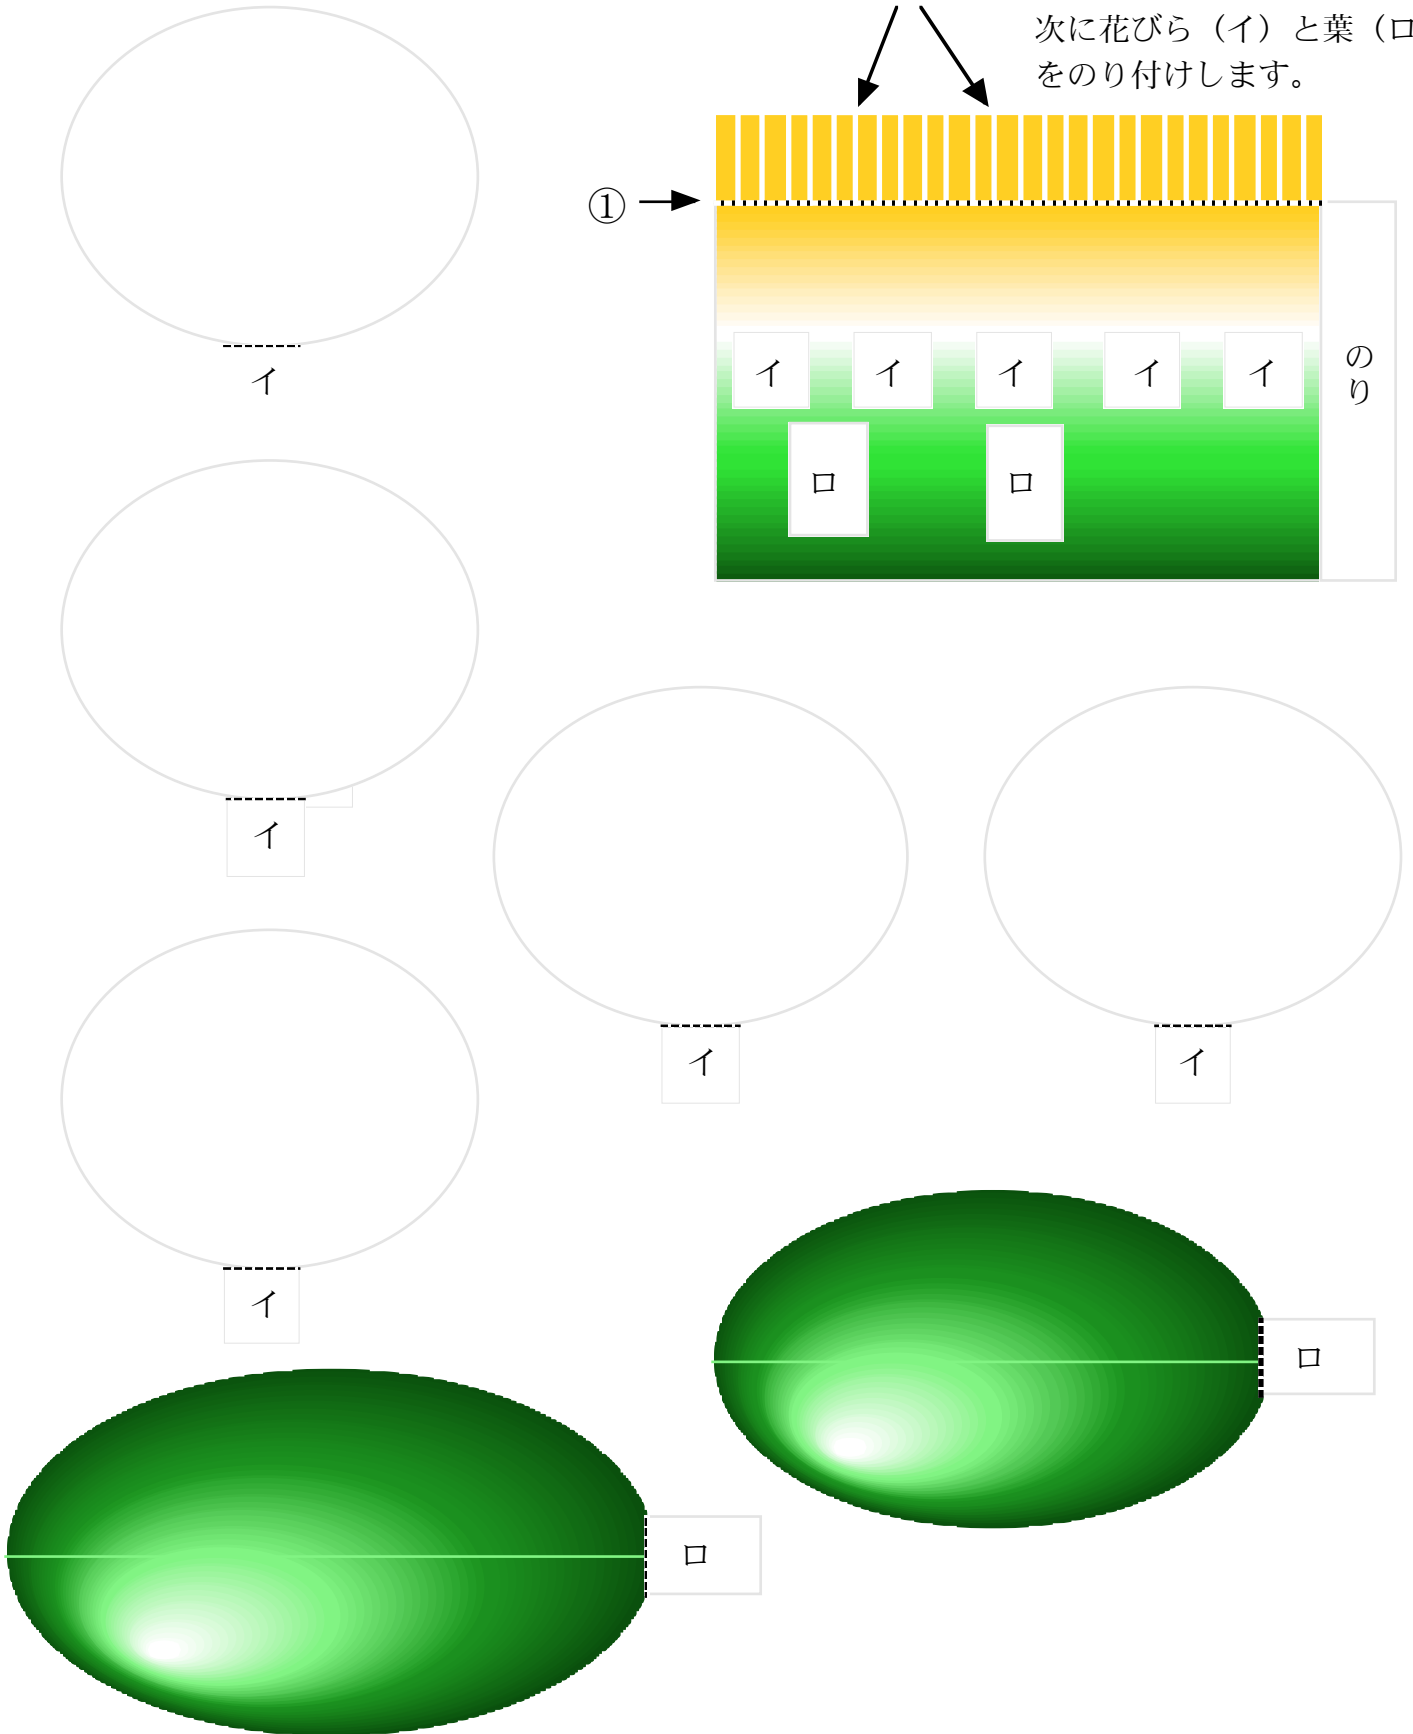 次に花びら（イ）と葉（ロ
をのり付けします。
①
のり
イ
イ イ イ イ イ
ロ ロ
イ
イ
イ
イ
ロ
ロ